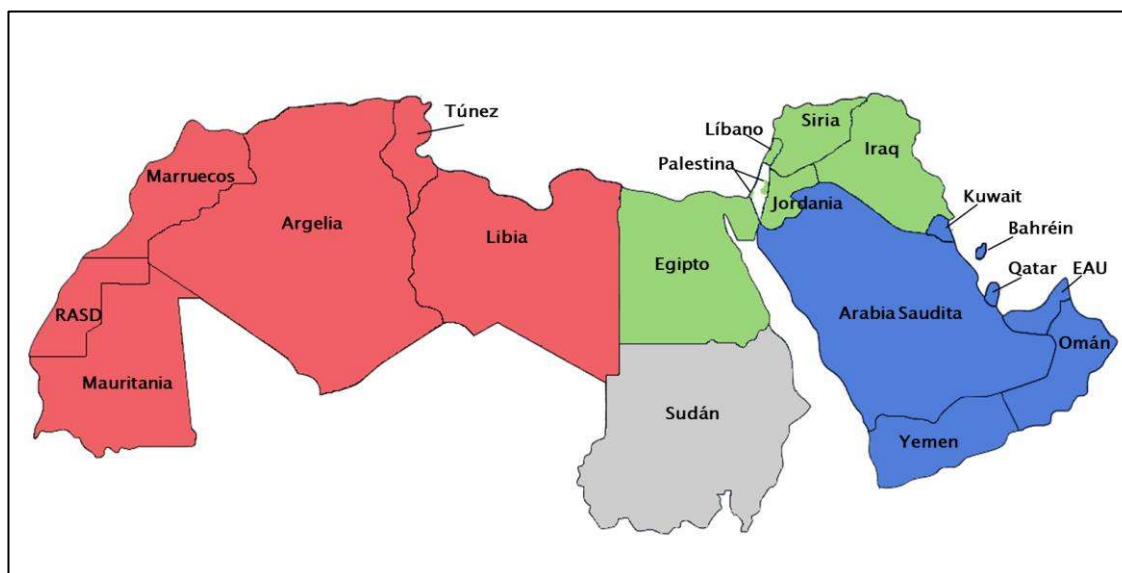 Túnez
Siria
Líbano
Iraq
Palestina
Marruecos
Jordania
Kuwait
Argelia
Libia
Bahréin
Egipto
Qatar
EAU
RASD
Arabia Saudita
Omán
Mauritania
Sudán
Yemen